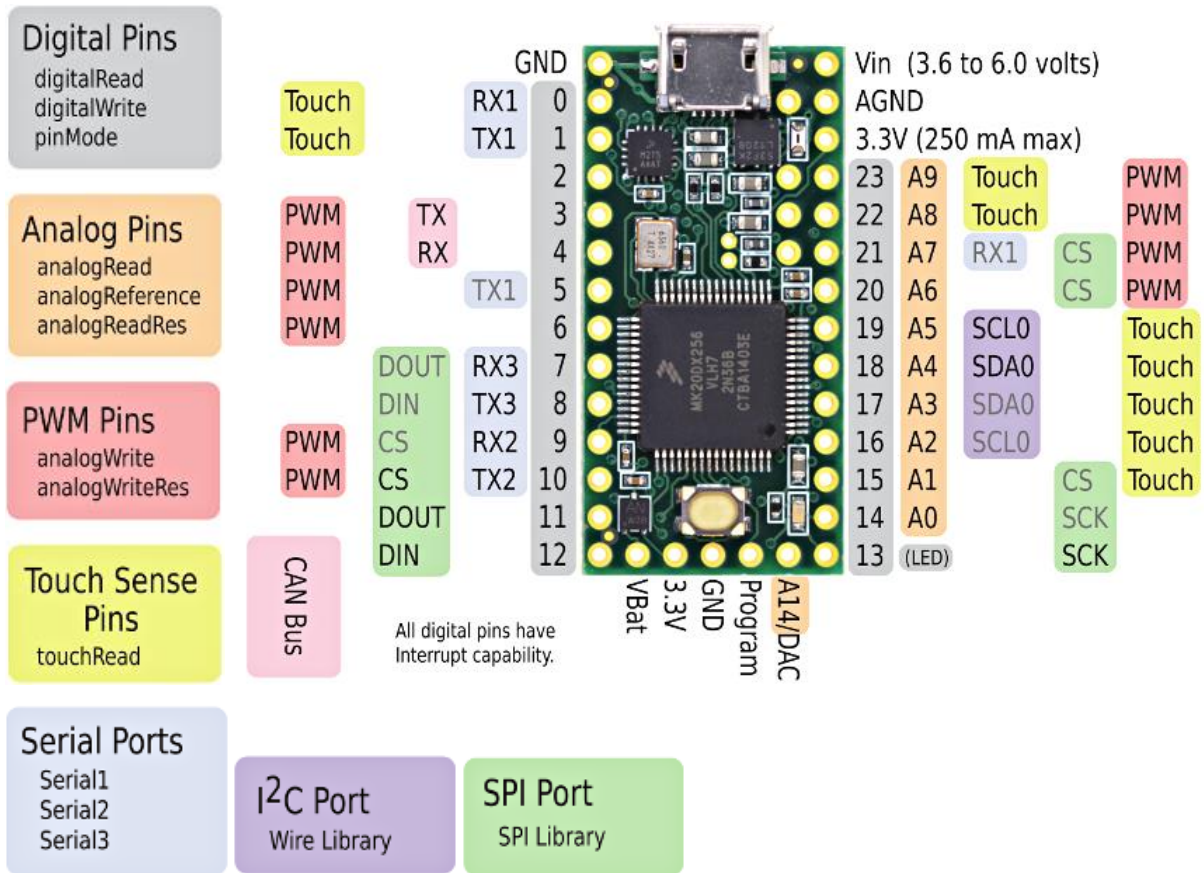 Digital Pins
digitalRead
digitalWrite
pinMode
Analog Pins
analogRead
analogReference
analogReadRes
PWM Pins
analogWrite
analogWriteRes
Touch Sense
Pins
touchRead
CAN Bus
Serial Ports
Serial1
Serial2
Serial3
I2C Port
Wire Library
SPI Port
SPI Library
All digital pins have
Interrupt capability.
GND
Touch RX1 0
Touch TX1 1
2
PWM TX 3
PWM RX 4
PWM TX1 5
PWM 6
DOUT RX3 7
DIN TX3 8
PWM CS RX2 9
PWM CS TX2 10
DOUT 11
DIN 12
VBat
3.3V
GND
Program
A14/DAC
MK20DX256
VLH7
2N36B
CTBA1403E
Vin (3.6 to 6.0 volts)
AGND
3.3V (250 mA max)
23 A9 Touch PWM
22 A8 Touch PWM
21 A7 RX1 CS PWM
20 A6 CS PWM
19 A5 SCL0 Touch
18 A4 SDA0 Touch
17 A3 SDA0 Touch
16 A2 SCL0 Touch
15 A1 CS Touch
14 A0 SCK
13 (LED) SCK